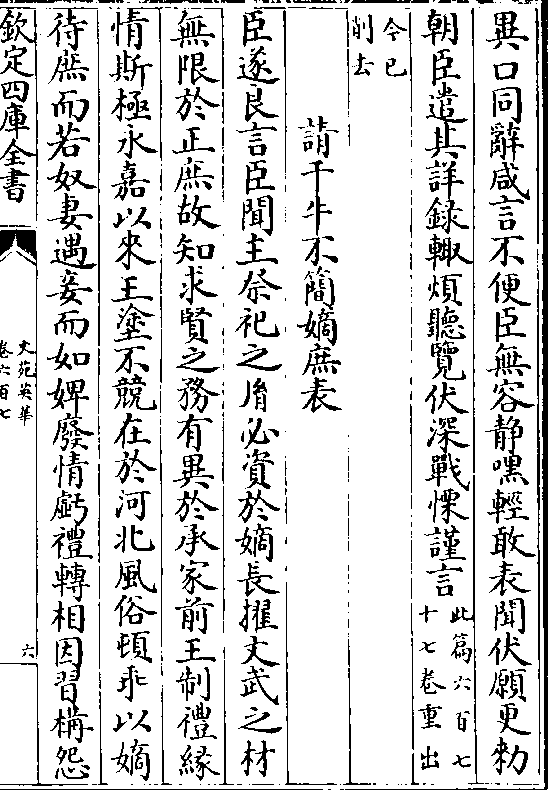 異口同辭咸言不便臣無容静嘿輕敢表聞伏願更勑
朝臣遣其詳録輙煩聽覽伏深戰慄謹言
此篇六百七
十七卷重出
今已
削去
請千牛不簡嫡庶表
臣遂良言臣聞主祭祀之胤必資於嫡長擢文武之材
無限於正庶故知求賢之務有異於承家前王制禮縁
情斯極永嘉以來王塗不競在於河北風俗頓乖以嫡
待庶而若奴妻遇妾而如婢廢情虧禮轉相因習構怨
欽定四庫全書
文苑英華
卷六百七
六